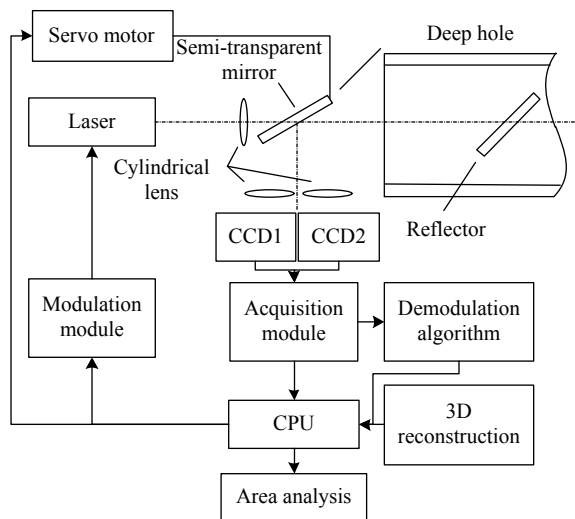 Servo motor
Semi-transparent
mirror
Deep hole
Laser
Cylindrical
lens
Reflector
CCD1
CCD2
Modulation
module
Acquisition
module
Demodulation
algorithm
CPU
3D
reconstruction
Area analysis